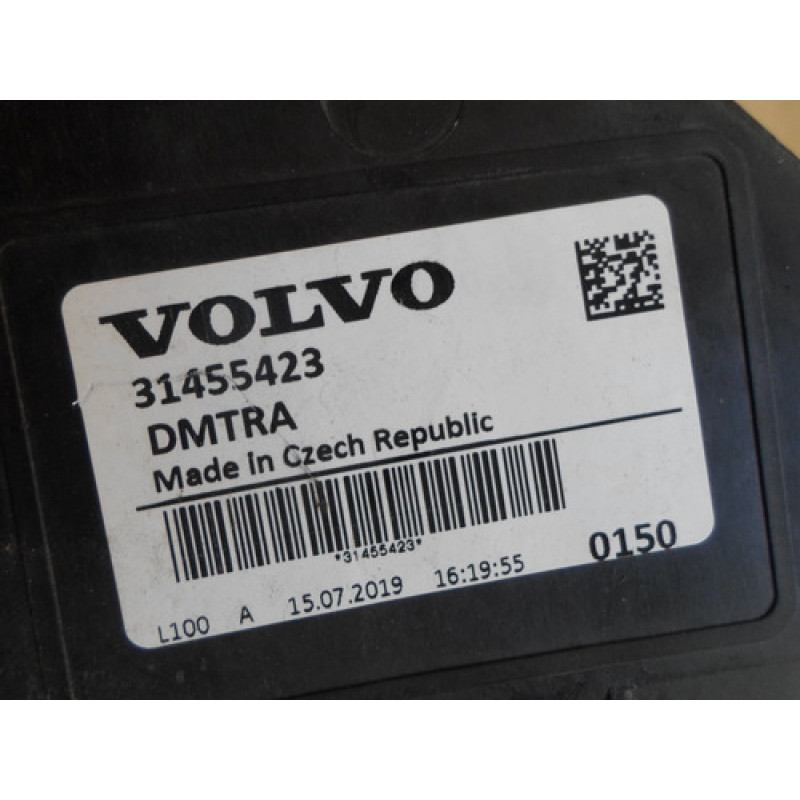 VOLVO
31455423
DMTRA
Made in Czech Republic
*31455423*
0150
L100 A 15.07.2019 16:19:55